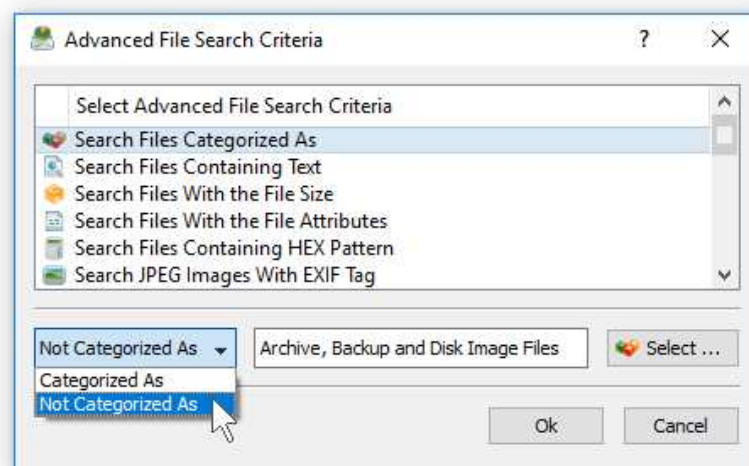 Advanced File Search Criteria
?
Select Advanced File Search Criteria
Search Files Categorized As
Search Files Containing Text
Search Files With the File Size
Search Files With the File Attributes
Search Files Containing HEX Pattern
Search JPEG Images With EXIF Tag
Not Categorized As
Archive, Backup and Disk Image Files
Select ...
Categorized As
Not Categorized As
Ok
Cancel